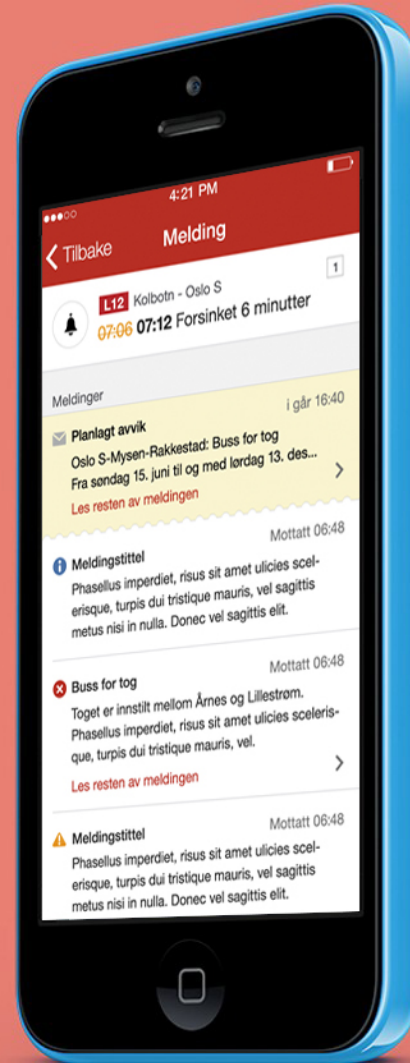 4:21 PM
Tilbake
Melding
L12 Kolbotn - Oslo S
1
07:06 07:12 Forsinket 6 minutter
Meldinger
Planlagt avvik
i går 16:40
Oslo S-Mysen-Rakkestad: Buss for tog
Fra søndag 15. juni til og med lørdag 13. des...
Les resten av meldingen
Meldingstittel
Mottatt 06:48
Phasellus imperdiet, risus sit amet ulicies scel-
erisque, turpis dui tristique mauris, vel sagittis
metus nisi in nulla. Donec vel sagittis elit.
Buss for tog
Mottatt 06:48
Toget er innstilt mellom Årnes og Lillestrøm.
Phasellus imperdiet, risus sit amet ulicies sceleris-
que, turpis dui tristique mauris, vel.
Les resten av meldingen
Meldingstittel
Mottatt 06:48
Phasellus imperdiet, risus sit amet ulicies scel-
erisque, turpis dui tristique mauris, vel sagittis
metus nisi in nulla. Donec vel sagittis elit.